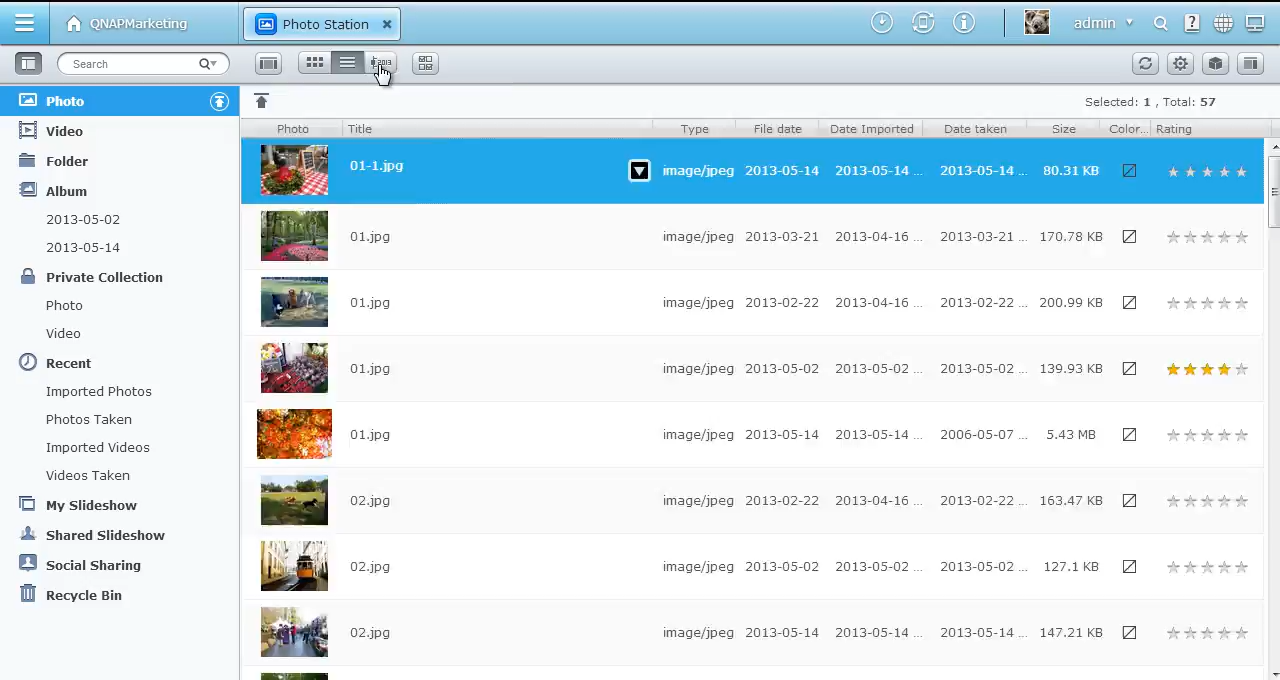 QNAPMarketing
Photo Station
admin
Search
Photo
Video
Folder
Album
2013-05-02
2013-05-14
Private Collection
Photo
Video
Recent
Imported Photos
Photos Taken
Imported Videos
Videos Taken
My Slideshow
Shared Slideshow
Social Sharing
Recycle Bin
Selected: 1 , Total: 57
Photo Title Type File date Date Imported Date taken Size Color... Rating
01-1.jpg image/jpeg 2013-05-14 2013-05-14 ... 2013-05-14 ... 80.31 KB
01.jpg image/jpeg 2013-03-21 2013-04-16 ... 2013-03-21 ... 170.78 KB
01.jpg image/jpeg 2013-02-22 2013-04-16 ... 2013-02-22 ... 200.99 KB
01.jpg image/jpeg 2013-05-02 2013-05-02 ... 2013-05-02 ... 139.93 KB
01.jpg image/jpeg 2013-05-14 2013-05-14 ... 2006-05-07 ... 5.43 MB
02.jpg image/jpeg 2013-02-22 2013-04-16 ... 2013-02-22 ... 163.47 KB
02.jpg image/jpeg 2013-05-02 2013-05-02 ... 2013-05-02 ... 127.1 KB
02.jpg image/jpeg 2013-05-14 2013-05-14 ... 2013-05-14 ... 147.21 KB